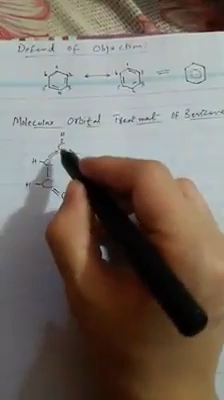 Defend of Objection
Molecular Orbital Treatment of Benzene
H
H
H